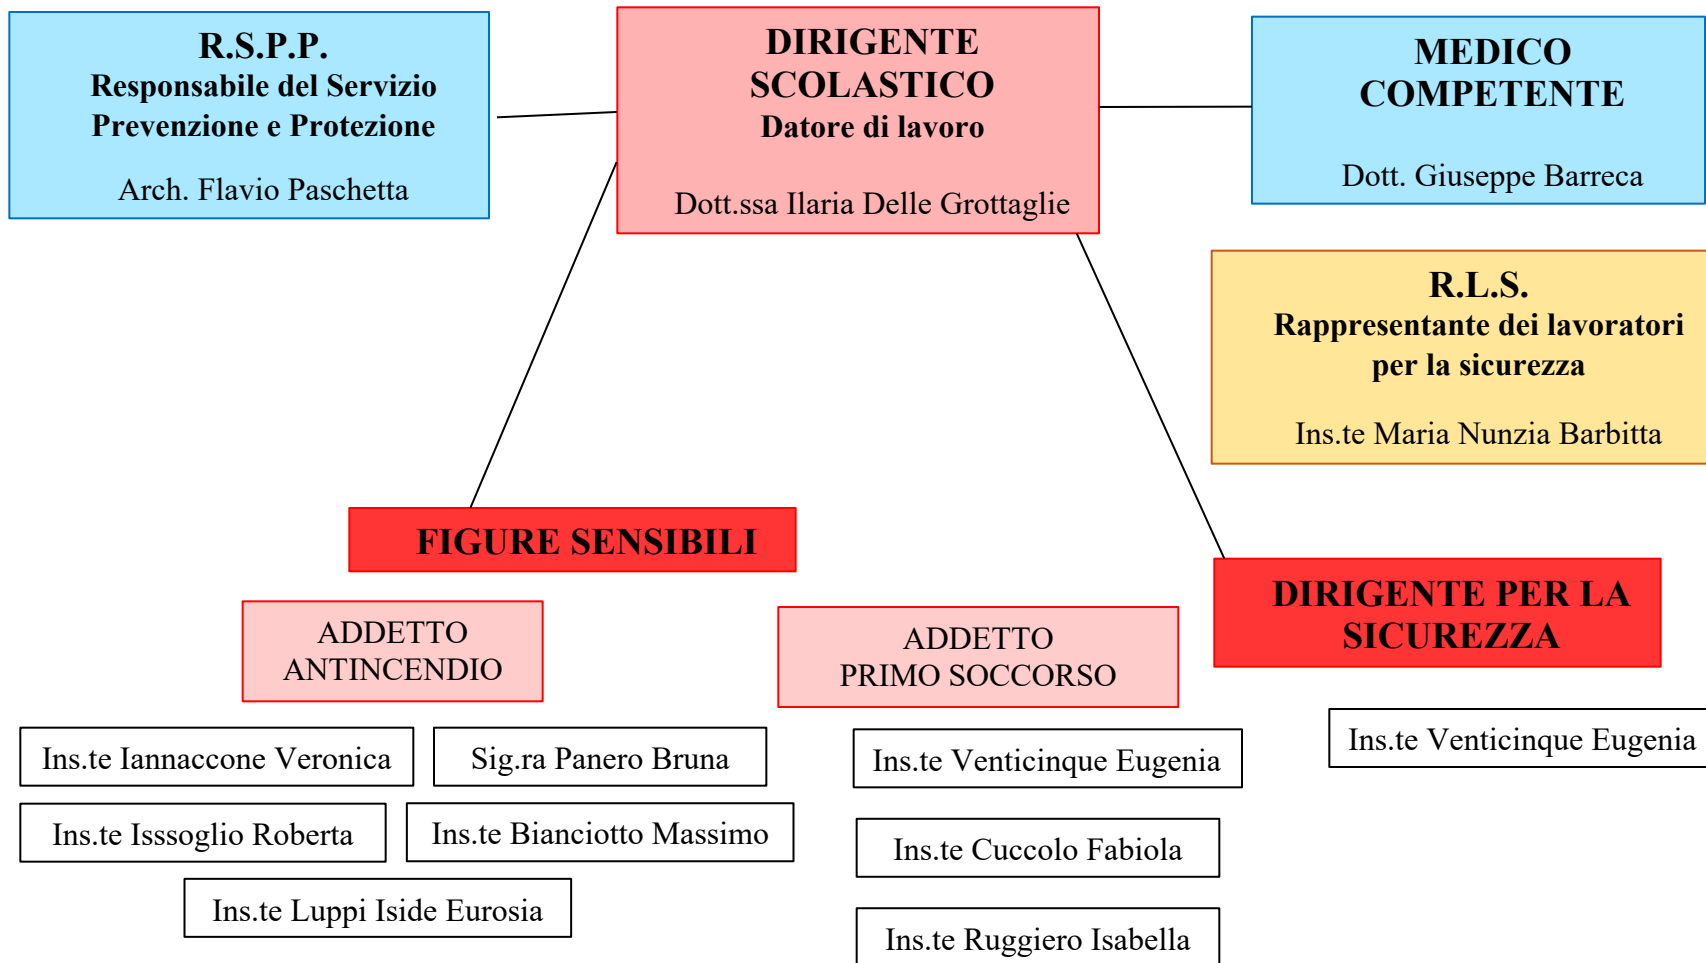 R.S.P.P.
Responsabile del Servizio
Prevenzione e Protezione
Arch. Flavio Paschetta
DIRIGENTE
SCOLASTICO
Datore di lavoro
Dott.ssa Ilaria Delle Grottaglie
MEDICO
COMPETENTE
Dott. Giuseppe Barreca
R.L.S.
Rappresentante dei lavoratori
per la sicurezza
Ins.te Maria Nunzia Barbitta
FIGURE SENSIBILI
ADDETTO
ANTINCENDIO
Ins.te Iannaccone Veronica
Sig.ra Panero Bruna
Ins.te Isssoglio Roberta
Ins.te Bianciotto Massimo
Ins.te Luppi Iside Eurosia
ADDETTO
PRIMO SOCCORSO
Ins.te Venticinque Eugenia
Ins.te Cuccolo Fabiola
Ins.te Ruggiero Isabella
DIRIGENTE PER LA
SICUREZZA
Ins.te Venticinque Eugenia